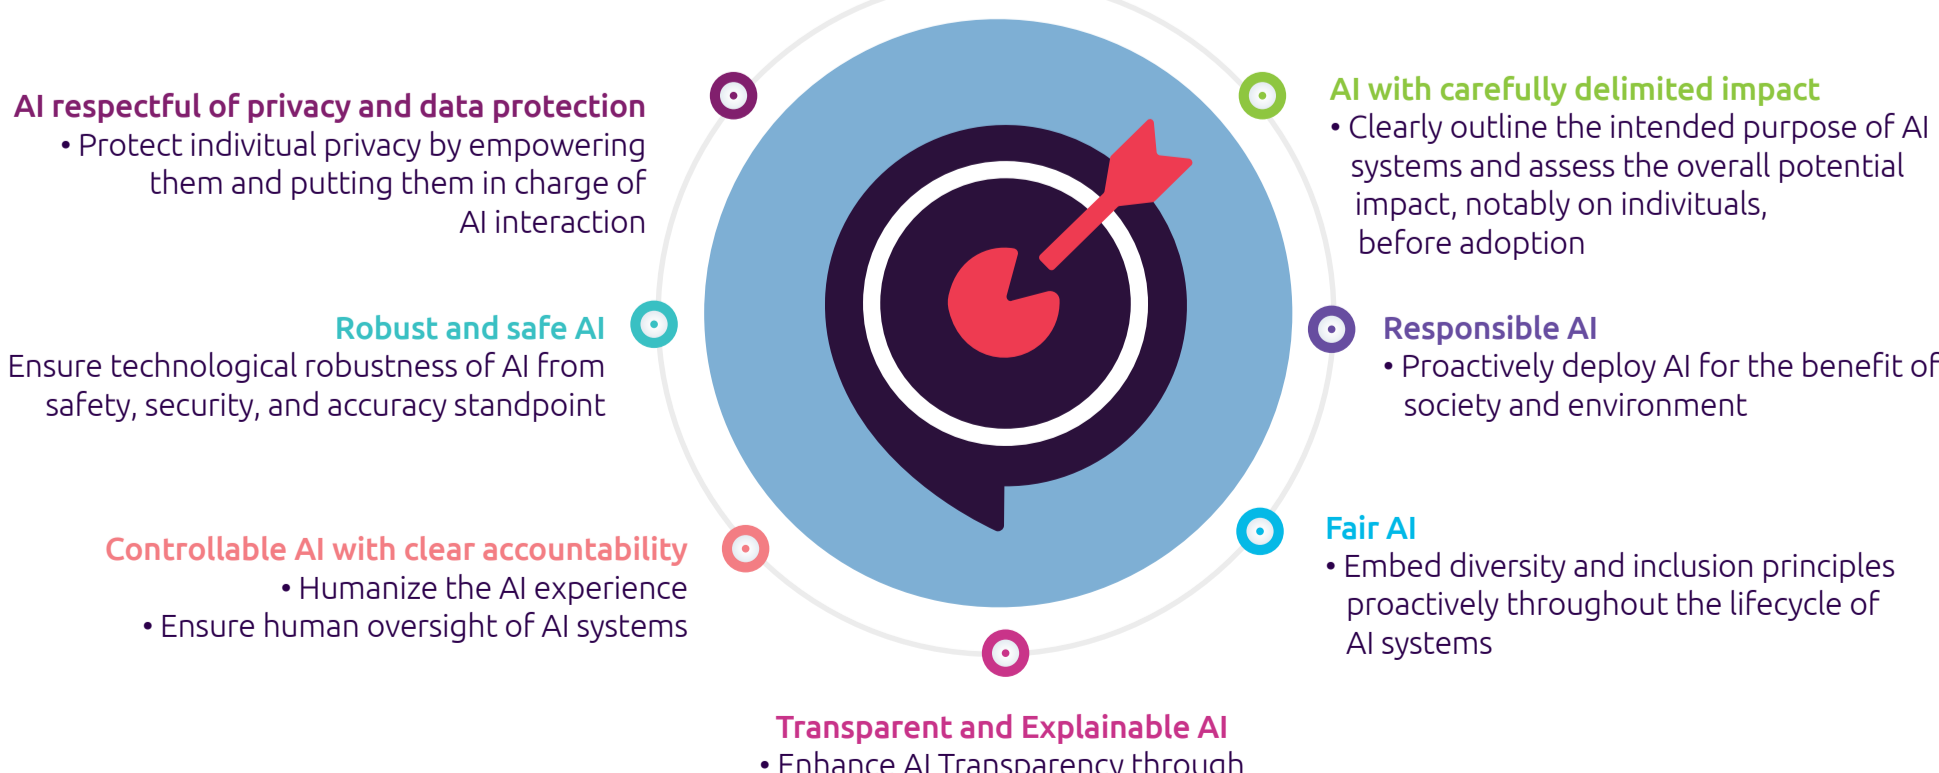 AI respectful of privacy and data protection
• Protect indivitual privacy by empowering
them and putting them in charge of
AI interaction
Robust and safe AI
Ensure technological robustness of AI from
safety, security, and accuracy standpoint
Controllable AI with clear accountability
• Humanize the AI experience
• Ensure human oversight of AI systems
AI with carefully delimited impact
• Clearly outline the intended purpose of AI
systems and assess the overall potential
impact, notably on indivituals,
before adoption
Responsible AI
• Proactively deploy AI for the benefit of
society and environment
Fair AI
• Embed diversity and inclusion principles
proactively throughout the lifecycle of
AI systems
Transparent and Explainable AI
• Enhance AI Transparency through